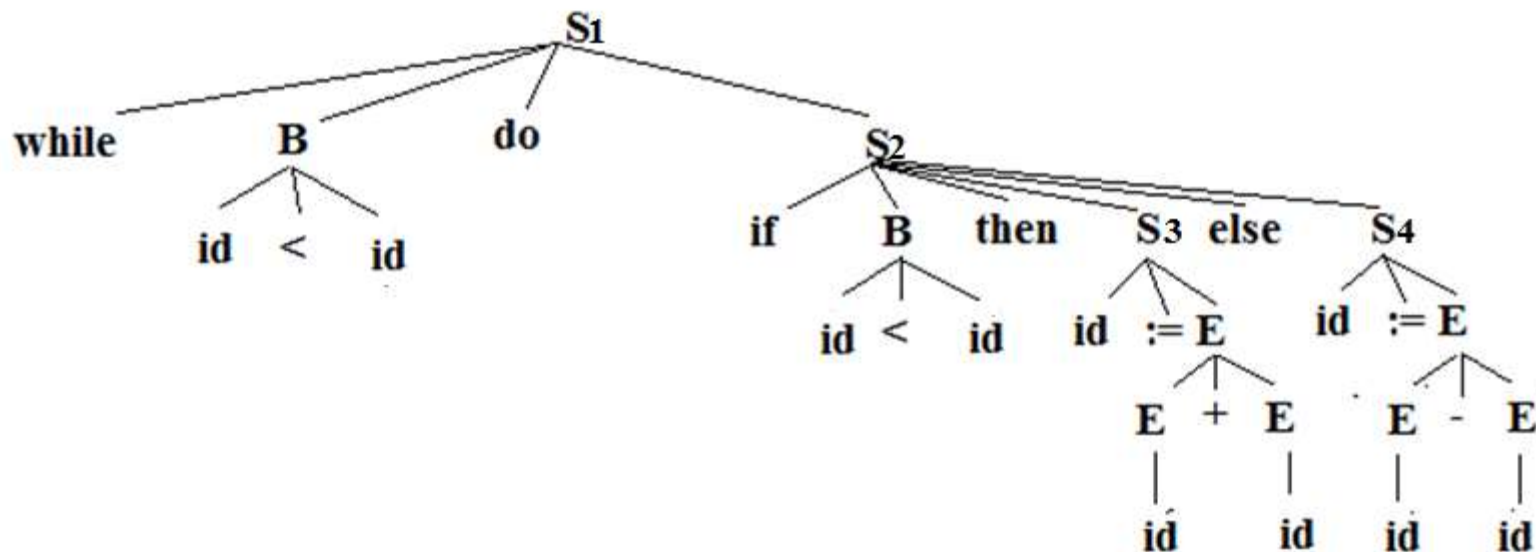 S1
while B do S2
id < id if B then S3 else S4
id < id id := E id := E
E + E E - E
id id id id